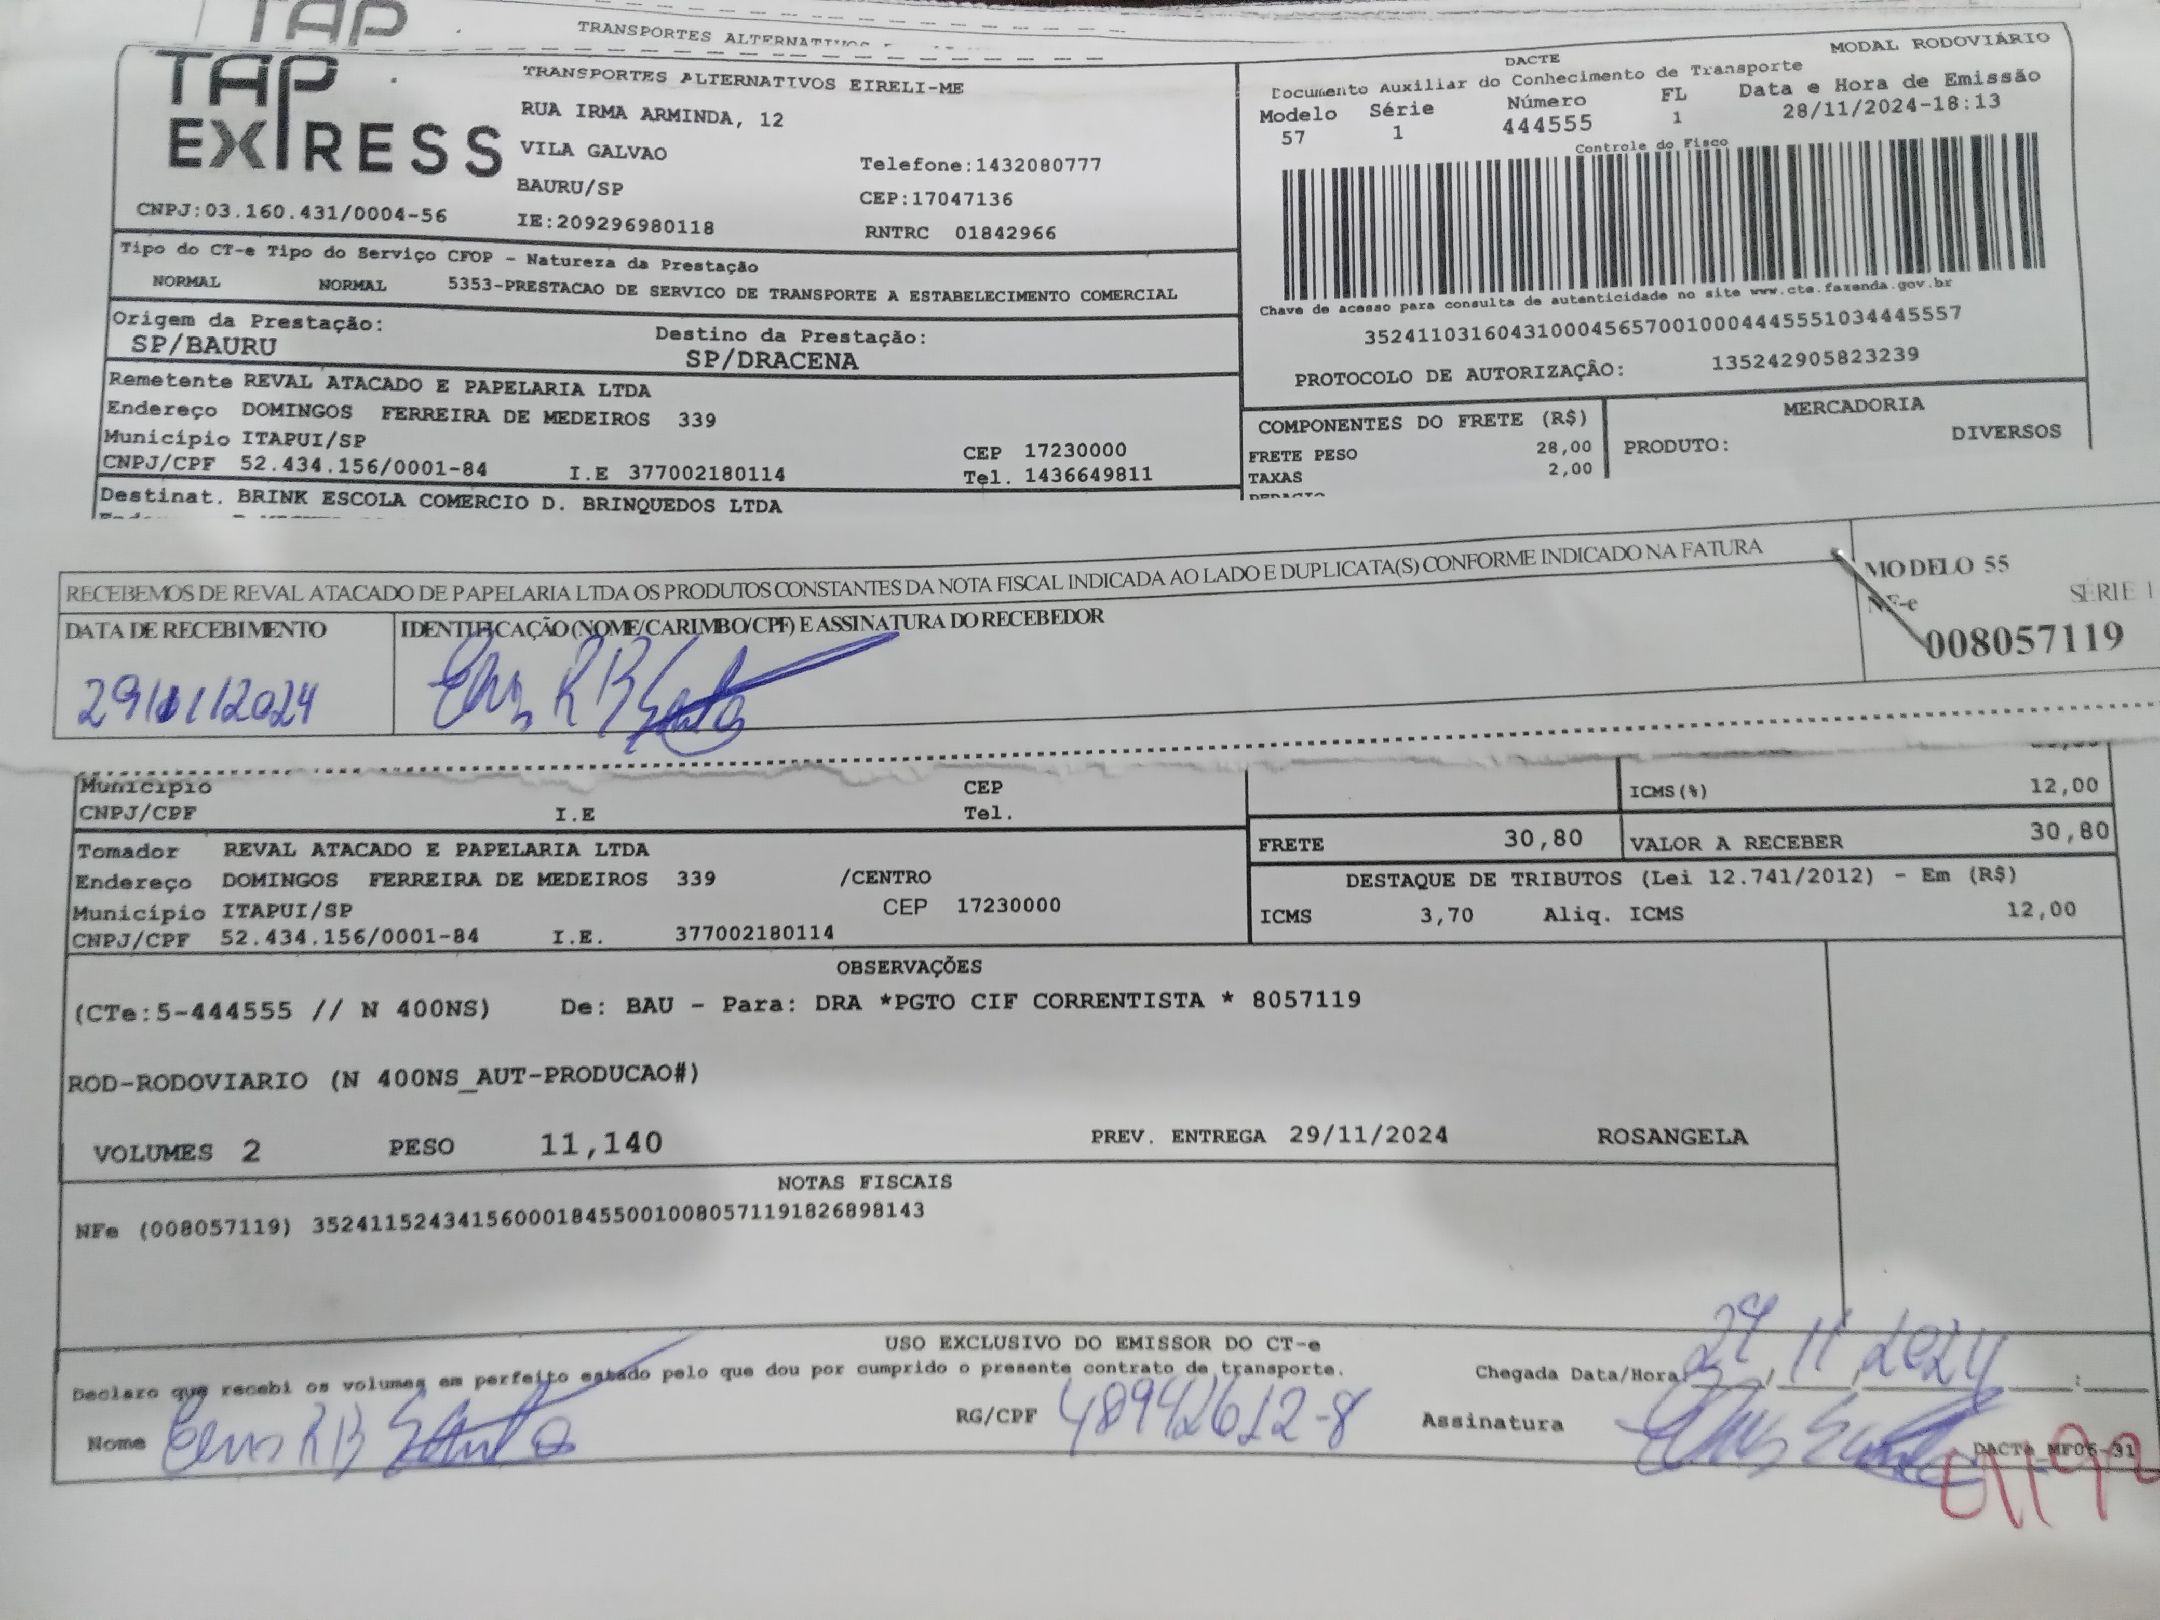 TAP
TRANSPORTES ALTERNATIVOS
TAP
EXPRESS
CNPJ:03.160.431/0004-56
TRANSPORTES ALTERNATIVOS EIRELI-ME
RUA IRMA ARMINDA, 12
VILA GALVAO
Telefone:1432080777
BAURU/SP
CEP:17047136
IE:209296980118
RNTRC 01842966
DACTE
MODAL RODOVIÁRIO
Documento Auxiliar do Conhecimento de Transporte
Modelo Série Número FL Data e Hora de Emissão
57 1 444555 1 28/11/2024-18:13
Controle do Fisco
Chave de acesso para consulta de autenticidade no site www.cte.fazenda.gov.br
35241103160431000456570010004445551034445557
PROTOCOLO DE AUTORIZAÇÃO: 135242905823239
Tipo do CT-e Tipo do Serviço CFOP - Natureza da Prestação
NORMAL NORMAL 5353-PRESTACAO DE SERVICO DE TRANSPORTE A ESTABELECIMENTO COMERCIAL
Origem da Prestação: Destino da Prestação:
SP/BAURU SP/DRACENA
Remetente REVAL ATACADO E PAPELARIA LTDA
Endereço DOMINGOS FERREIRA DE MEDEIROS 339
Município ITAPUI/SP CEP 17230000
CNPJ/CPF 52.434.156/0001-84 I.E 377002180114 Tel. 1436649811
Destinat. BRINK ESCOLA COMERCIO D. BRINQUEDOS LTDA
COMPONENTES DO FRETE (R$)
FRETE PESO 28,00
TAXAS 2,00
MERCADORIA
PRODUTO: DIVERSOS
RECEBEMOS DE REVAL ATACADO DE PAPELARIA LTDA OS PRODUTOS CONSTANTES DA NOTA FISCAL INDICADA AO LADO E DUPLICATA(S) CONFORME INDICADO NA FATURA
DATA DE RECEBIMENTO
IDENTIFICAÇÃO (NOME/CARIMBO/CPF) E ASSINATURA DO RECEBEDOR
29/11/2024
MODELO 55
NF-e SÉRIE 1
008057119
Município CEP
CNPJ/CPF I.E Tel.
ICMS(%) 12,00
FRETE 30,80 VALOR A RECEBER 30,80
Tomador REVAL ATACADO E PAPELARIA LTDA
Endereço DOMINGOS FERREIRA DE MEDEIROS 339 /CENTRO
Município ITAPUI/SP CEP 17230000
CNPJ/CPF 52.434.156/0001-84 I.E. 377002180114
DESTAQUE DE TRIBUTOS (Lei 12.741/2012) - Em (R$)
ICMS 3,70 Aliq. ICMS 12,00
OBSERVAÇÕES
(CTe:5-444555 // N 400NS) De: BAU - Para: DRA *PGTO CIF CORRENTISTA * 8057119
ROD-RODOVIARIO (N 400NS_AUT-PRODUCAO#)
VOLUMES 2 PESO 11,140 PREV. ENTREGA 29/11/2024 ROSANGELA
NOTAS FISCAIS
NFe (008057119) 35241152434156000184550010080571191826898143
USO EXCLUSIVO DO EMISSOR DO CT-e
Declaro que recebi os volumes em perfeito estado pelo que dou por cumprido o presente contrato de transporte.
Chegada Data/Hora 29/11/2024 :
Nome
RG/CPF 48942612-8
Assinatura
DACTE MF06-31